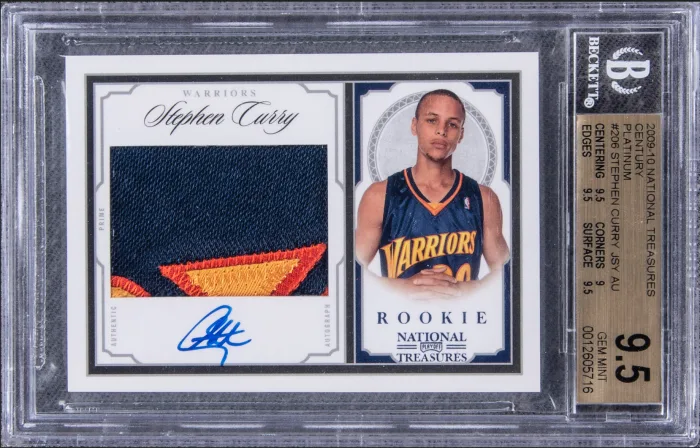 WARRIORS
Stephen Curry
PRIME
AUTHENTIC
AUTOGRAPH
WARRIORS
30
ROOKIE
NATIONAL
PLAYOFF
TREASURES
B
BECKETT
2009-10 NATIONAL TREASURES
CENTURY
PLATINUM
#206 STEPHEN CURRY JSY AU
CENTERING 9.5 CORNERS 9
EDGES 9.5 SURFACE 9.5
9.5
GEM MINT
0012605716